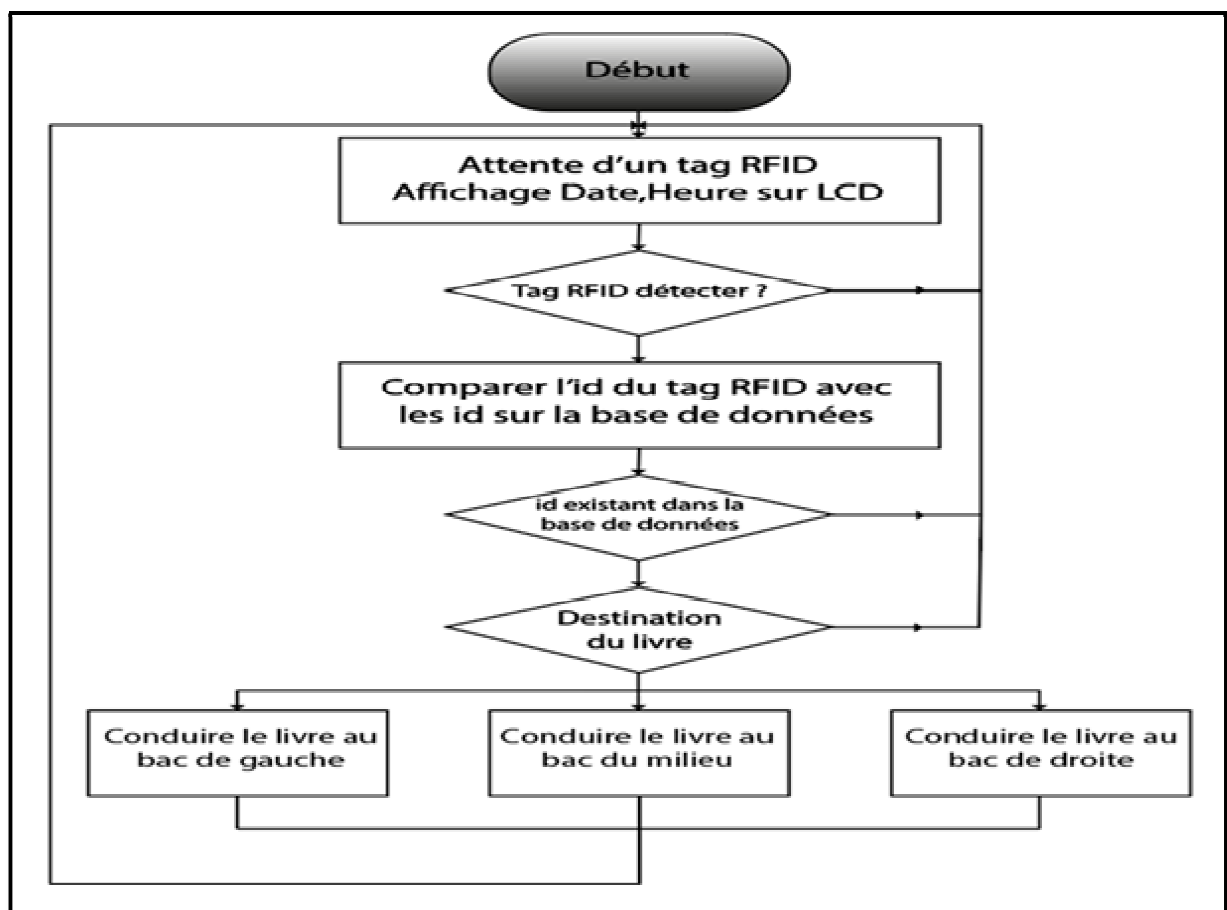 Début
Attente d'un tag RFID
Affichage Date,Heure sur LCD
Tag RFID détecter ?
Comparer l'id du tag RFID avec
les id sur la base de données
id existant dans la
base de données
Destination
du livre
Conduire le livre au
bac de gauche
Conduire le livre au
bac du milieu
Conduire le livre au
bac de droite